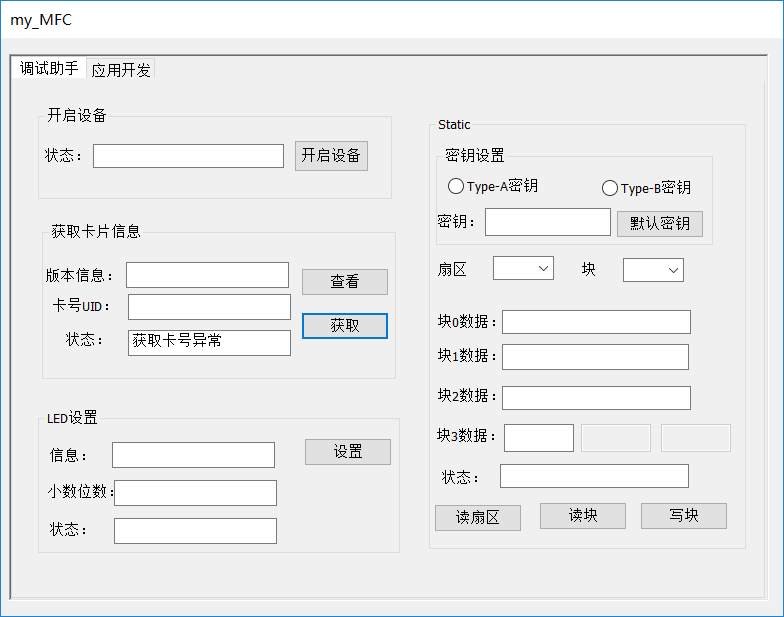 my_MFC
调试助手 应用开发
开启设备
状态： 开启设备
获取卡片信息
版本信息： 查看
卡号UID： 获取
状态： 获取卡号异常
LED设置
信息： 设置
小数位数：
状态：
Static
密钥设置
Type-A密钥 Type-B密钥
密钥： 默认密钥
扇区 块
块0数据：
块1数据：
块2数据：
块3数据：
状态：
读扇区 读块 写块